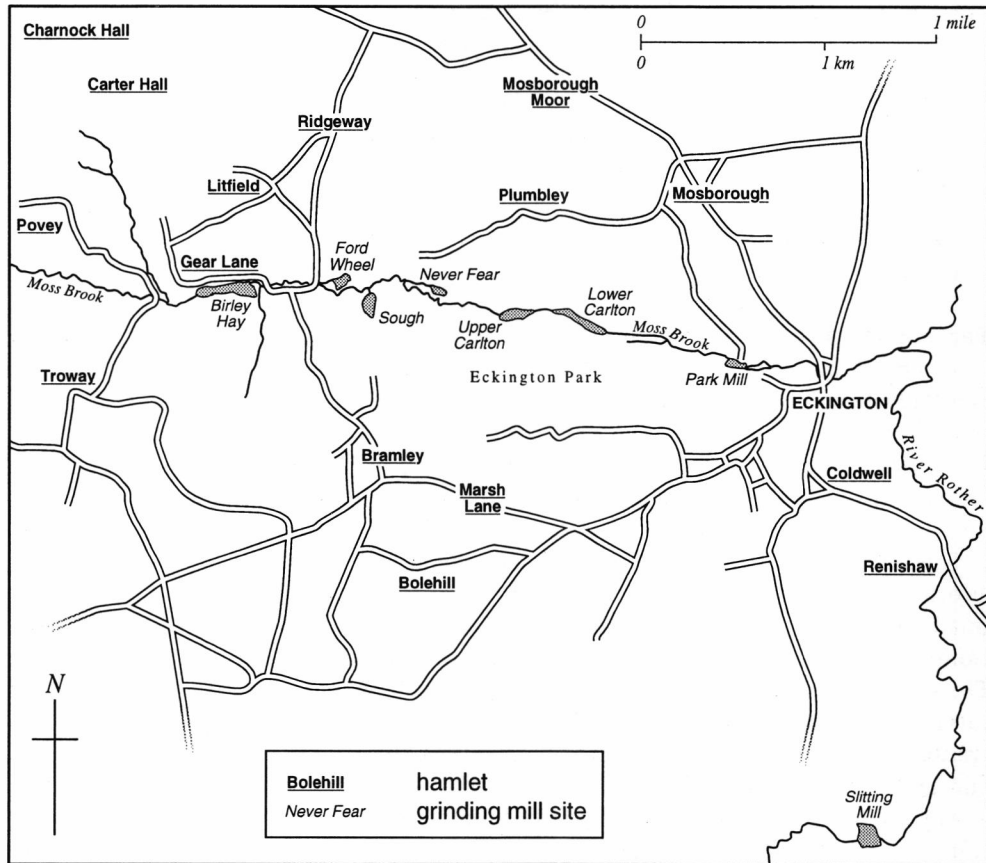 0
1 mile
0
1 km
Charnock Hall
Carter Hall
Mosborough
Moor
Ridgeway
Litfield
Plumbley
Mosborough
Povey
Gear Lane
Ford
Wheel
Never Fear
Moss Brook
Birley
Hay
Sough
Upper
Carlton
Lower
Carlton
Moss Brook
Park Mill
Eckington Park
Troway
ECKINGTON
River Rother
Bramley
Marsh
Lane
Coldwell
Bolehill
Renishaw
N
Bolehill hamlet
Never Fear grinding mill site
Slitting
Mill